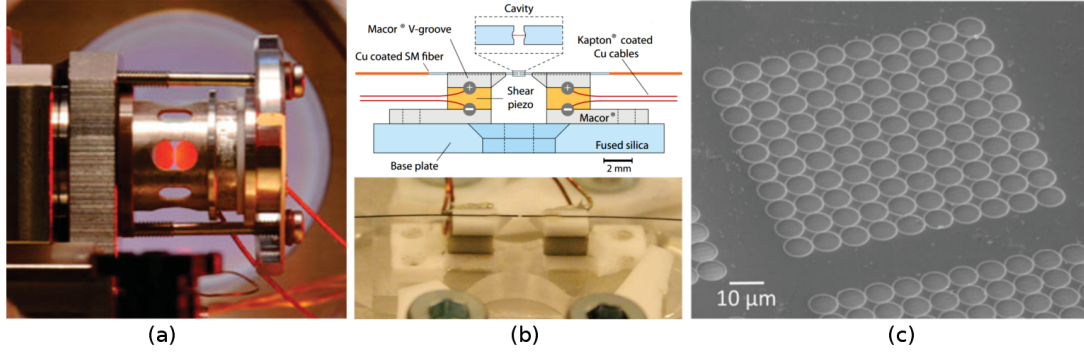 Cavity
Macor® V-groove
Kapton® coated
Cu cables
Cu coated SM fiber
+
+
Shear
piezo
−
−
Macor®
Base plate
Fused silica
2 mm
10 µm
(a)
(b)
(c)